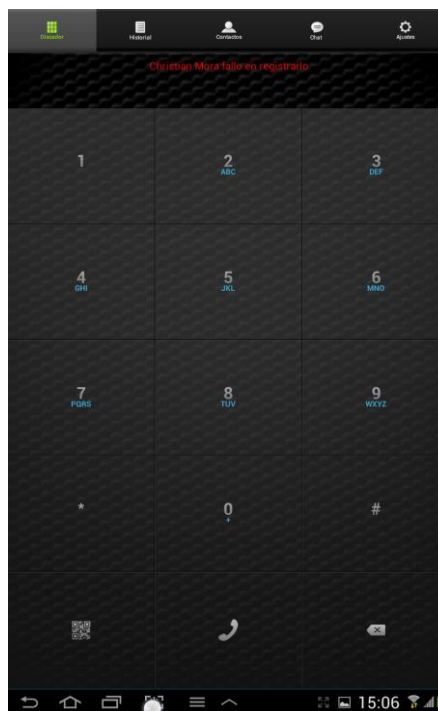 Discador
Historial
Contactos
Chat
Ajustes
Christian Mora fallo en registrarlo
1
2
ABC
3
DEF
4
GHI
5
JKL
6
MNO
7
PQRS
8
TUV
9
WXYZ
*
0
+
#
15:06